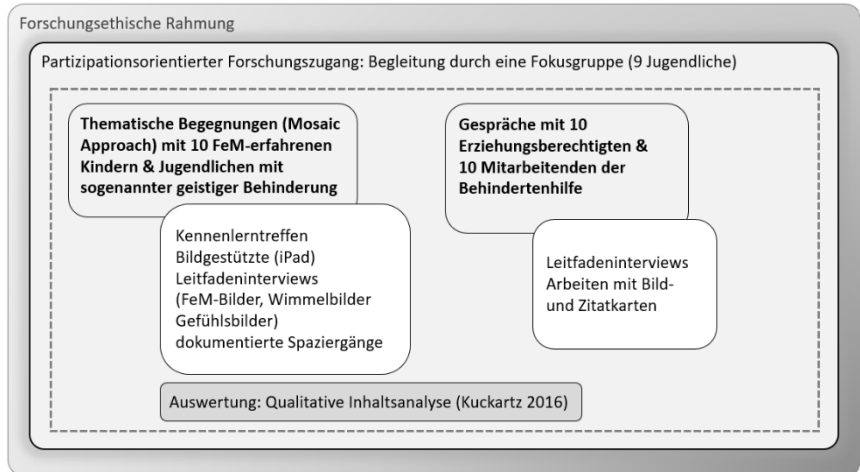 Forschungsethische Rahmung
Partizipationsorientierter Forschungszugang: Begleitung durch eine Fokusgruppe (9 Jugendliche)
Thematische Begegnungen (Mosaic
Approach) mit 10 FeM-erfahrenen
Kindern & Jugendlichen mit
sogenannter geistiger Behinderung
Kennenlerntreffen
Bildgestützte (iPad)
Leitfadeninterviews
(FeM-Bilder, Wimmelbilder
Gefühlsbilder)
dokumentierte Spaziergänge
Gespräche mit 10
Erziehungsberechtigten &
10 Mitarbeitenden der
Behindertenhilfe
Leitfadeninterviews
Arbeiten mit Bild-
und Zitatkarten
Auswertung: Qualitative Inhaltsanalyse (Kuckartz 2016)